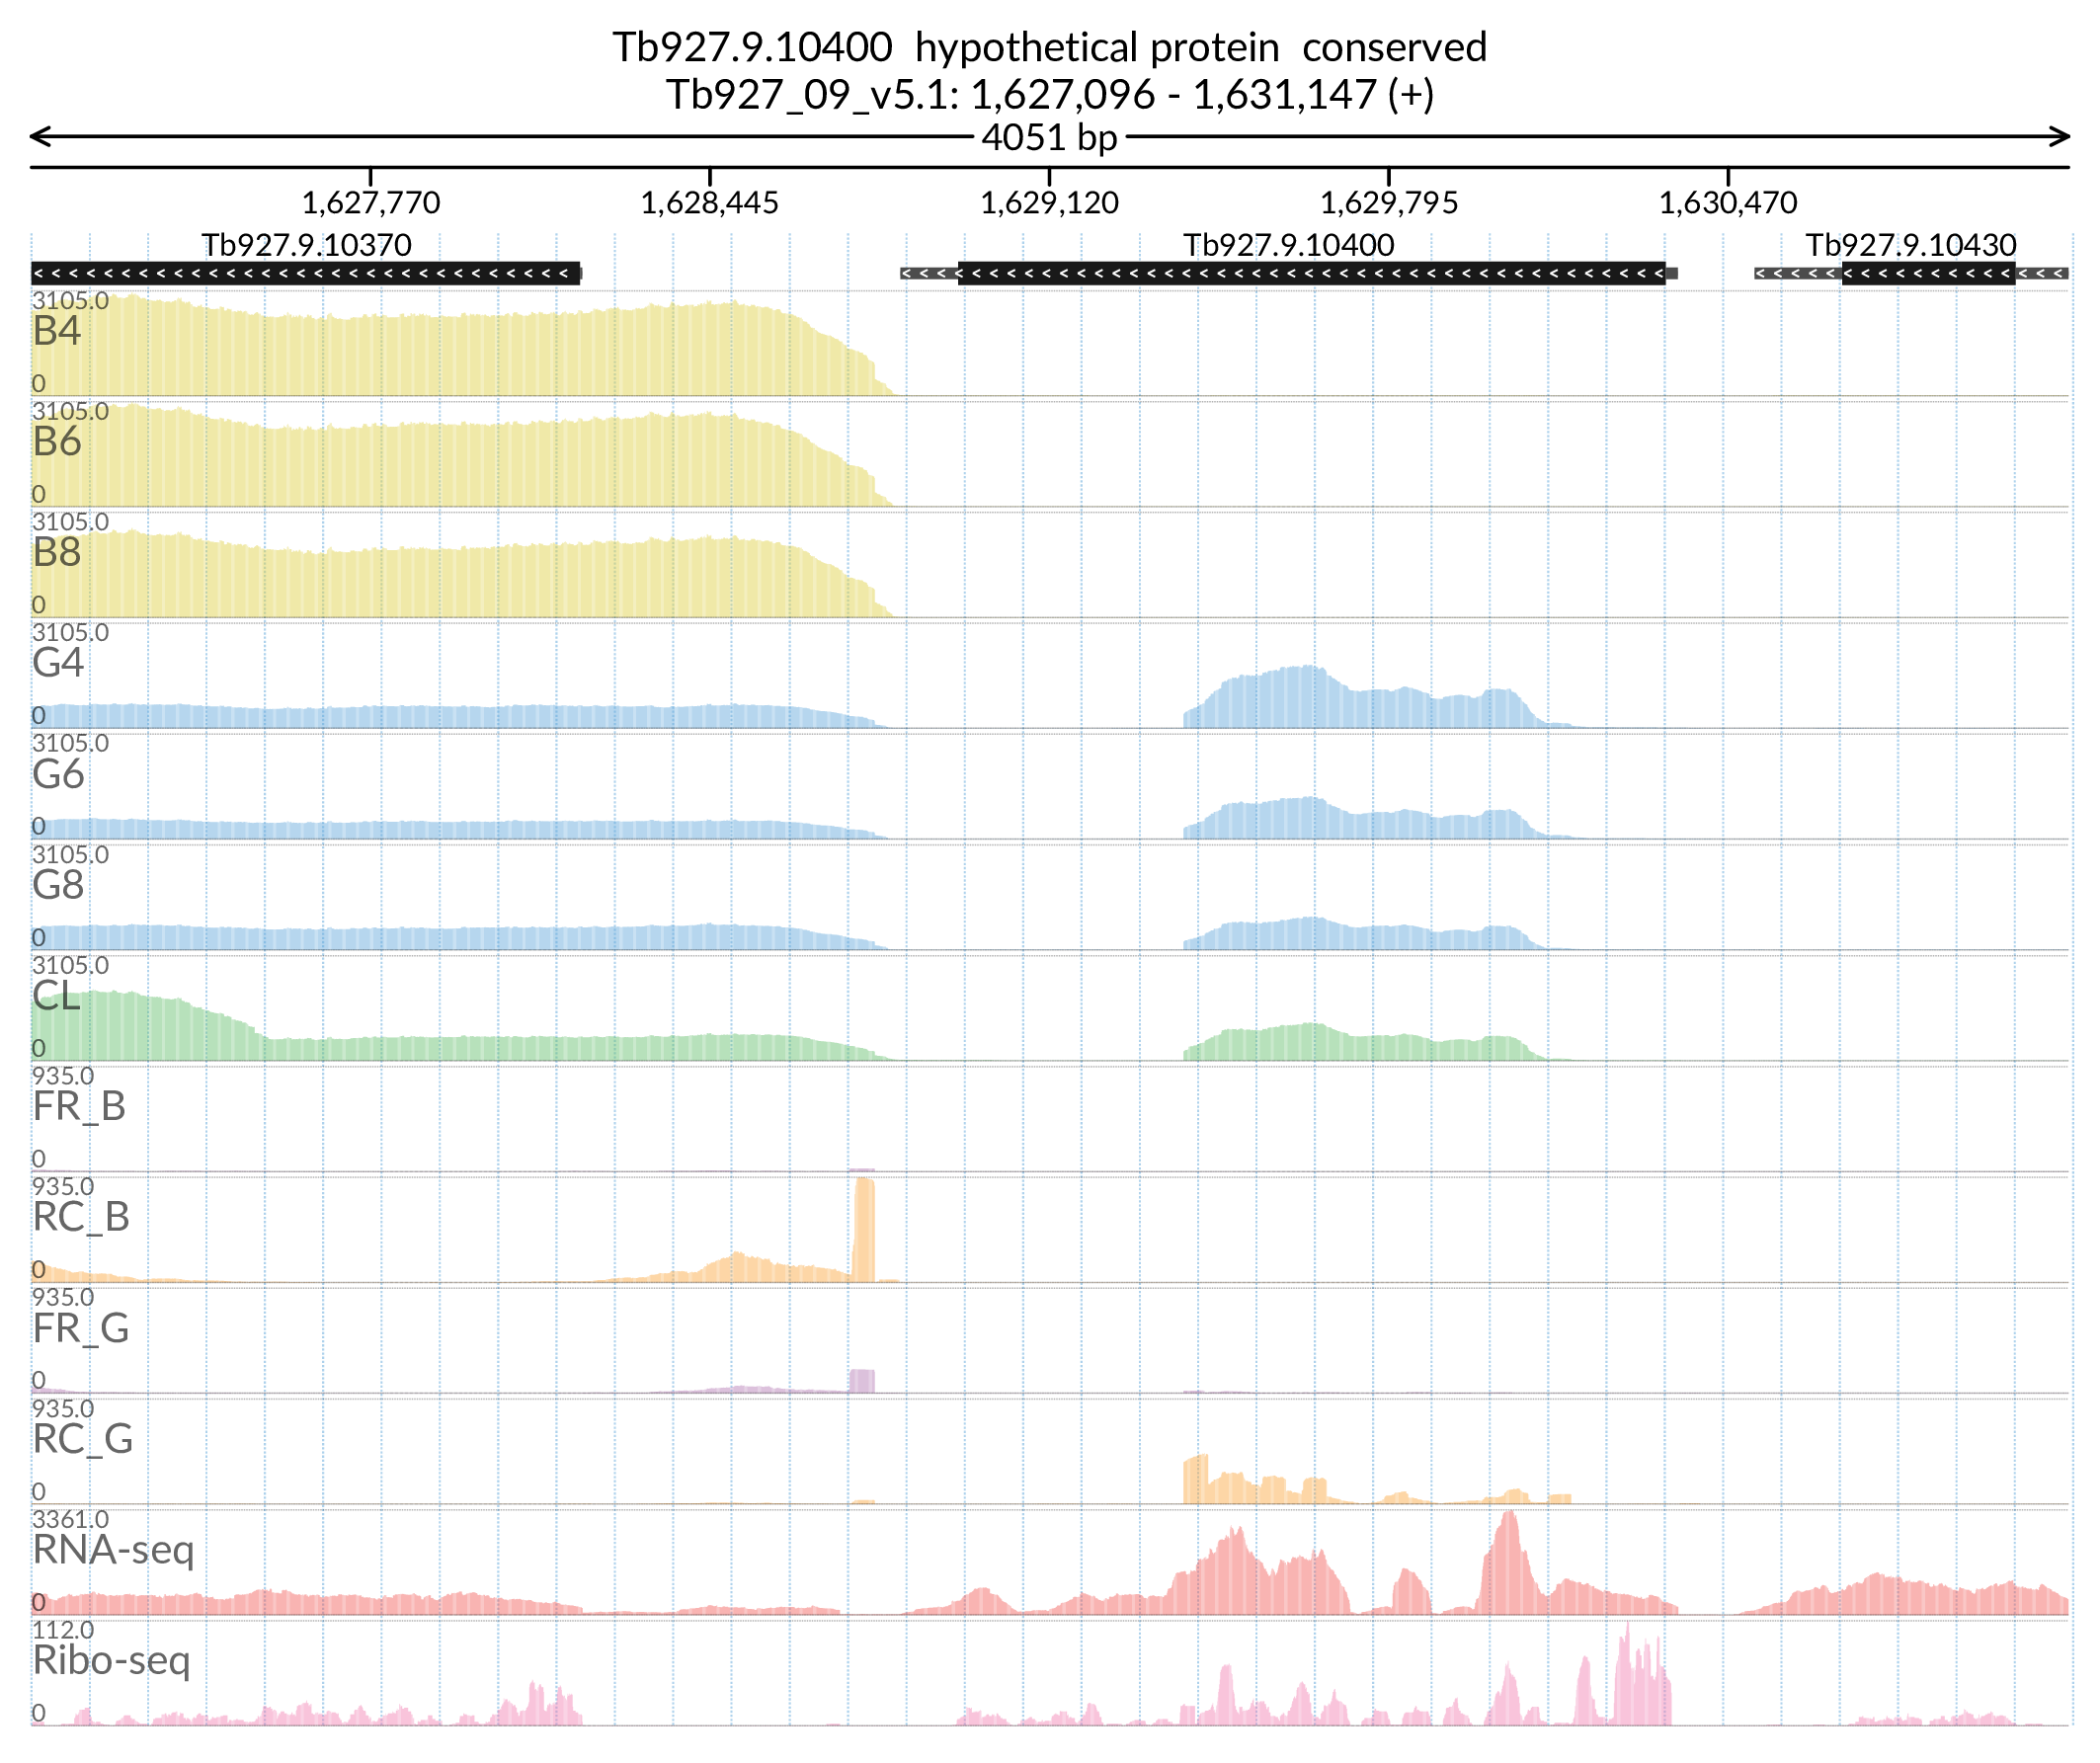 Tb927.9.10400 hypothetical protein conserved
Tb927_09_v5.1: 1,627,096 - 1,631,147 (+)
4051 bp
1,627,770 1,628,445 1,629,120 1,629,795 1,630,470
Tb927.9.10370 Tb927.9.10400 Tb927.9.10430
3105.0
B4
0
3105.0
B6
0
3105.0
B8
0
3105.0
G4
0
3105.0
G6
0
3105.0
G8
0
3105.0
CL
0
935.0
FR_B
0
935.0
RC_B
0
935.0
FR_G
0
935.0
RC_G
0
3361.0
RNA-seq
0
112.0
Ribo-seq
0